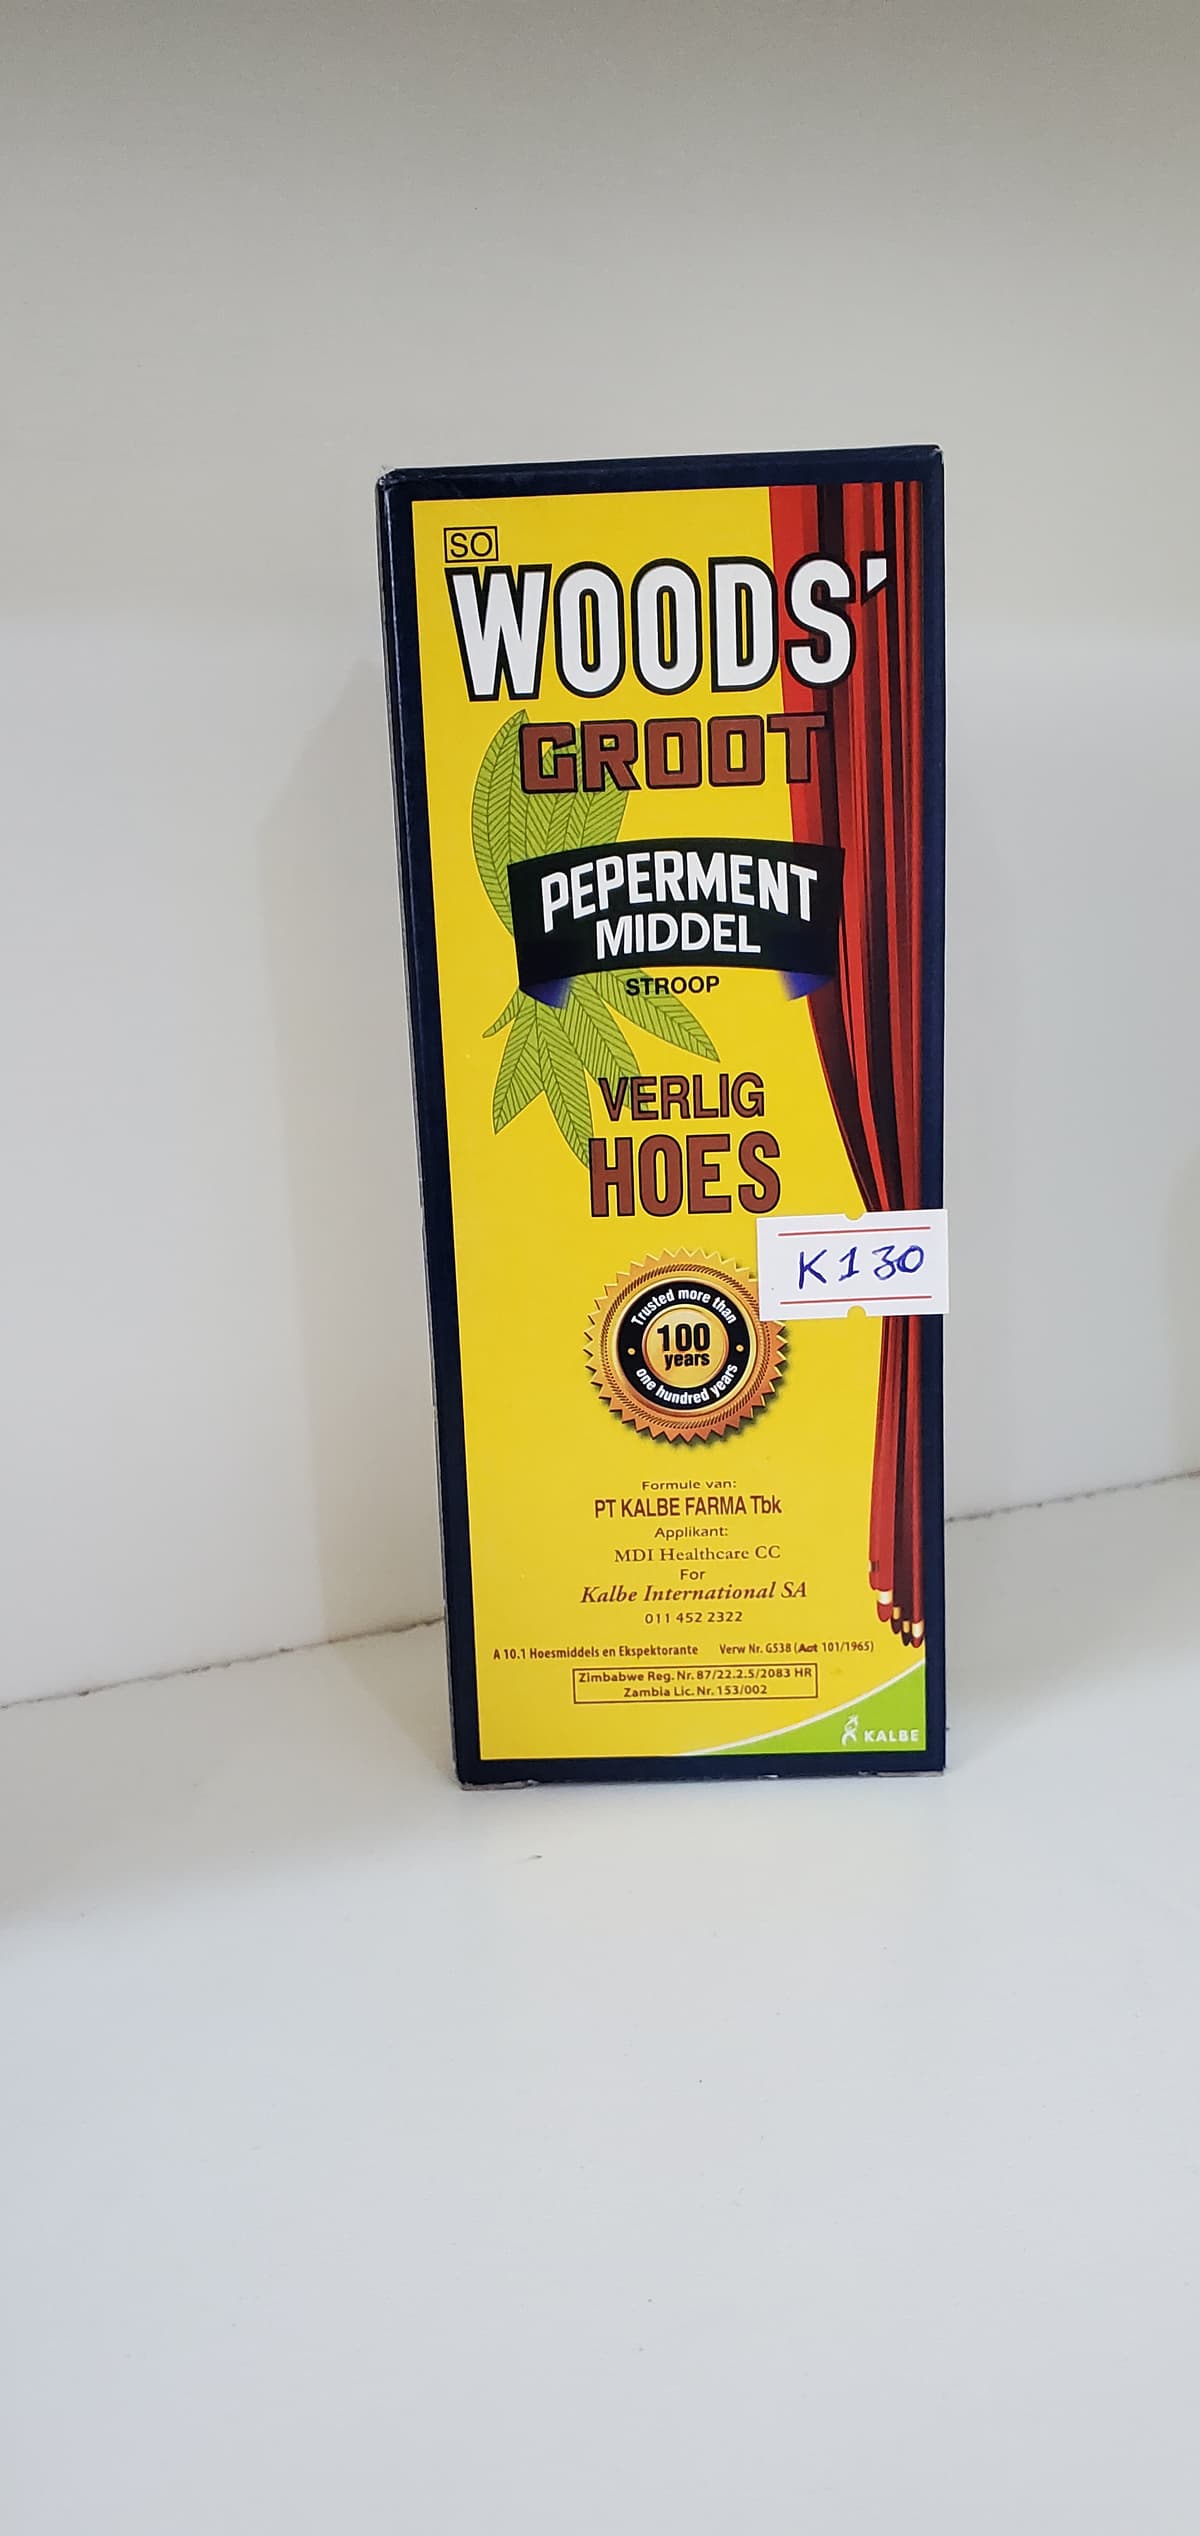 SO
WOODS'
GROOT
PEPERMENT
MIDDEL
STROOP
VERLIG
HOES
K130
Trusted more than
100
years
one hundred years
Formule van:
PT KALBE FARMA Tbk
Applikant:
MDI Healthcare CC
For
Kalbe International SA
011 452 2322
A 10.1 Hoesmiddels en Ekspektorante Verw Nr. G538 (Act 101/1965)
Zimbabwe Reg. Nr. 87/22.2.5/2083 HR
Zambia Lic. Nr. 153/002
KALBE